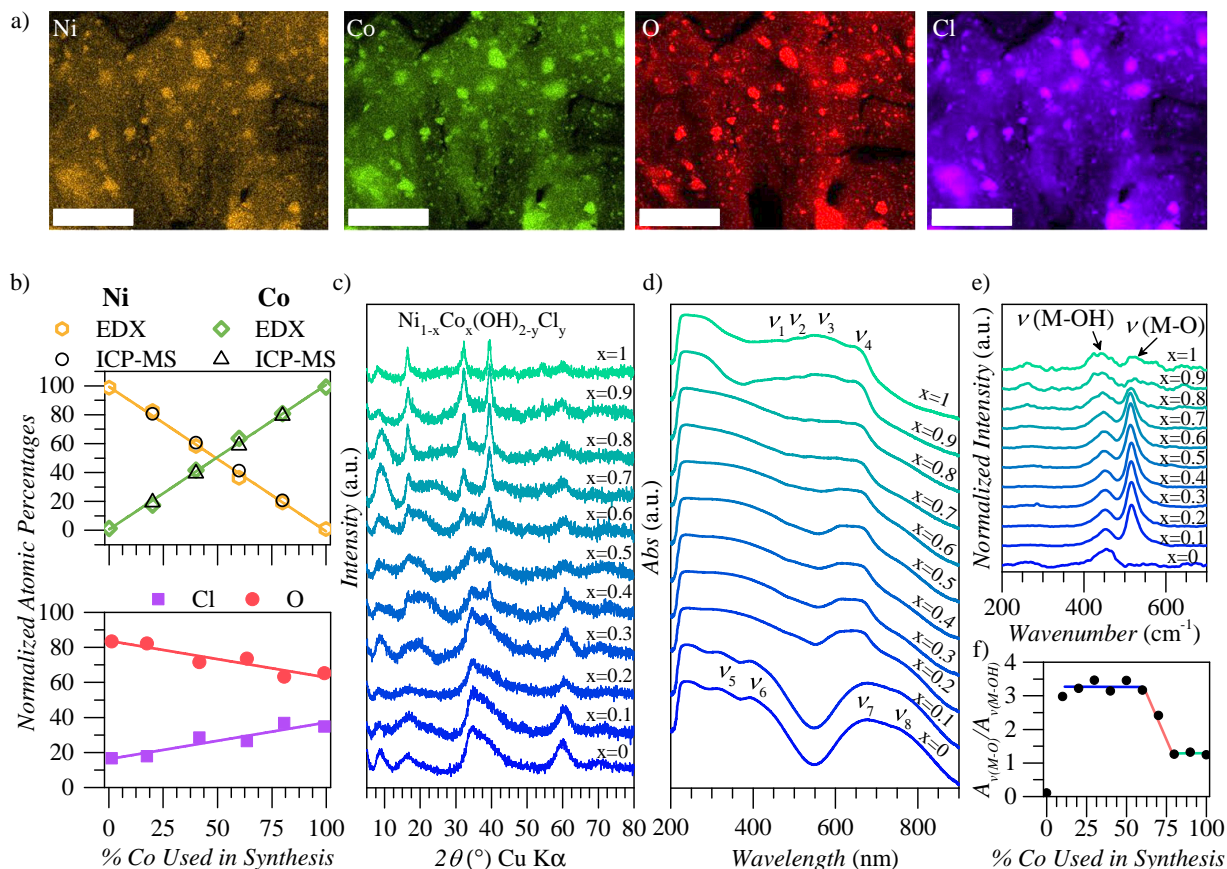 a)
Ni
Co
O
Cl
b)
Ni Co
EDX EDX
ICP-MS ICP-MS
Normalized Atomic Percentages
100
80
60
40
20
0
Cl O
100
80
60
40
20
0
0 25 50 75 100
% Co Used in Synthesis
c)
Ni1-xCox(OH)2-yCly
Intensity (a.u.)
x=1
x=0.9
x=0.8
x=0.7
x=0.6
x=0.5
x=0.4
x=0.3
x=0.2
x=0.1
x=0
10 20 30 40 50 60 70 80
2θ (°) Cu Kα
d)
Abs (a.u.)
ν1 ν2 ν3 ν4
x=1
x=0.9
x=0.8
x=0.7
x=0.6
x=0.5
x=0.4
x=0.3
x=0.2
x=0.1
x=0
ν5 ν6 ν7 ν8
200 400 600 800
Wavelength (nm)
e)
Normalized Intensity (a.u.)
ν (M-OH) ν (M-O)
x=1
x=0.9
x=0.8
x=0.7
x=0.6
x=0.5
x=0.4
x=0.3
x=0.2
x=0.1
x=0
200 400 600
Wavenumber (cm-1)
f)
Aν(M-O)/Aν(M-OH)
4
3
2
1
0
0 25 50 75 100
% Co Used in Synthesis